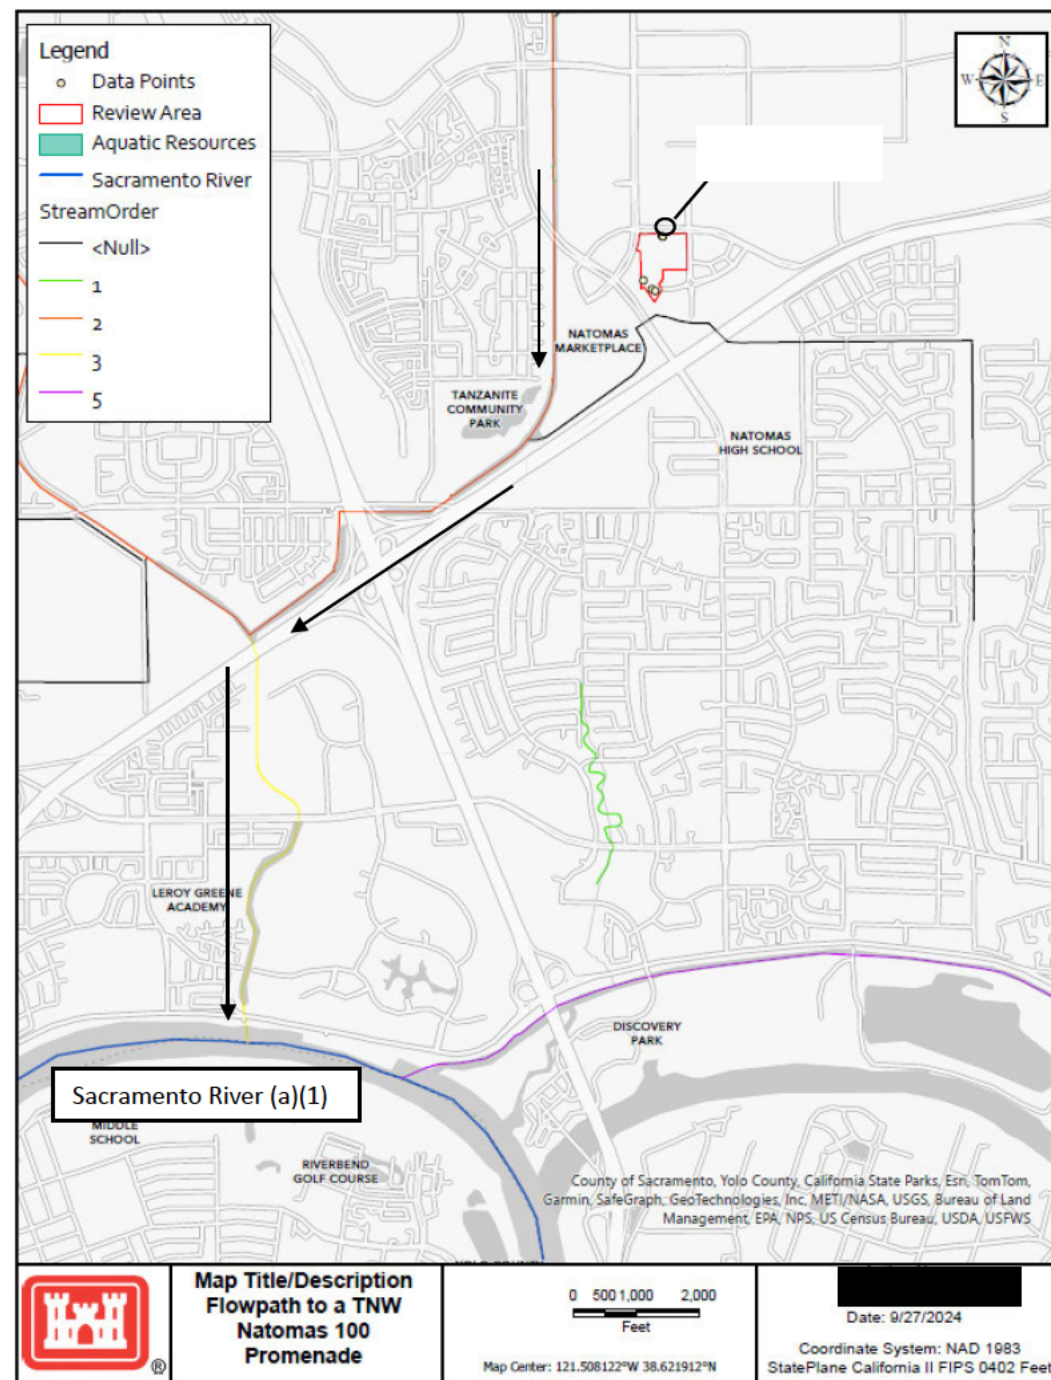 Legend
Data Points
Review Area
Aquatic Resources
Sacramento River
StreamOrder
<Null>
1
2
3
5
N
W E
S
NATOMAS
MARKETPLACE
TANZANITE
COMMUNITY
PARK
NATOMAS
HIGH SCHOOL
LEROY GREENE
ACADEMY
DISCOVERY
PARK
Sacramento River (a)(1)
MIDDLE
SCHOOL
RIVERBEND
GOLF COURSE
County of Sacramento, Yolo County, California State Parks, Esri, TomTom,
Garmin, SafeGraph, GeoTechnologies, Inc, METI/NASA, USGS, Bureau of Land
Management, EPA, NPS, US Census Bureau, USDA, USFWS
YOLO COUNTY
®
Map Title/Description
Flowpath to a TNW
Natomas 100
Promenade
0 500 1,000 2,000
Feet
Map Center: 121.508122°W 38.621912°N
Date: 9/27/2024
Coordinate System: NAD 1983
StatePlane California II FIPS 0402 Feet